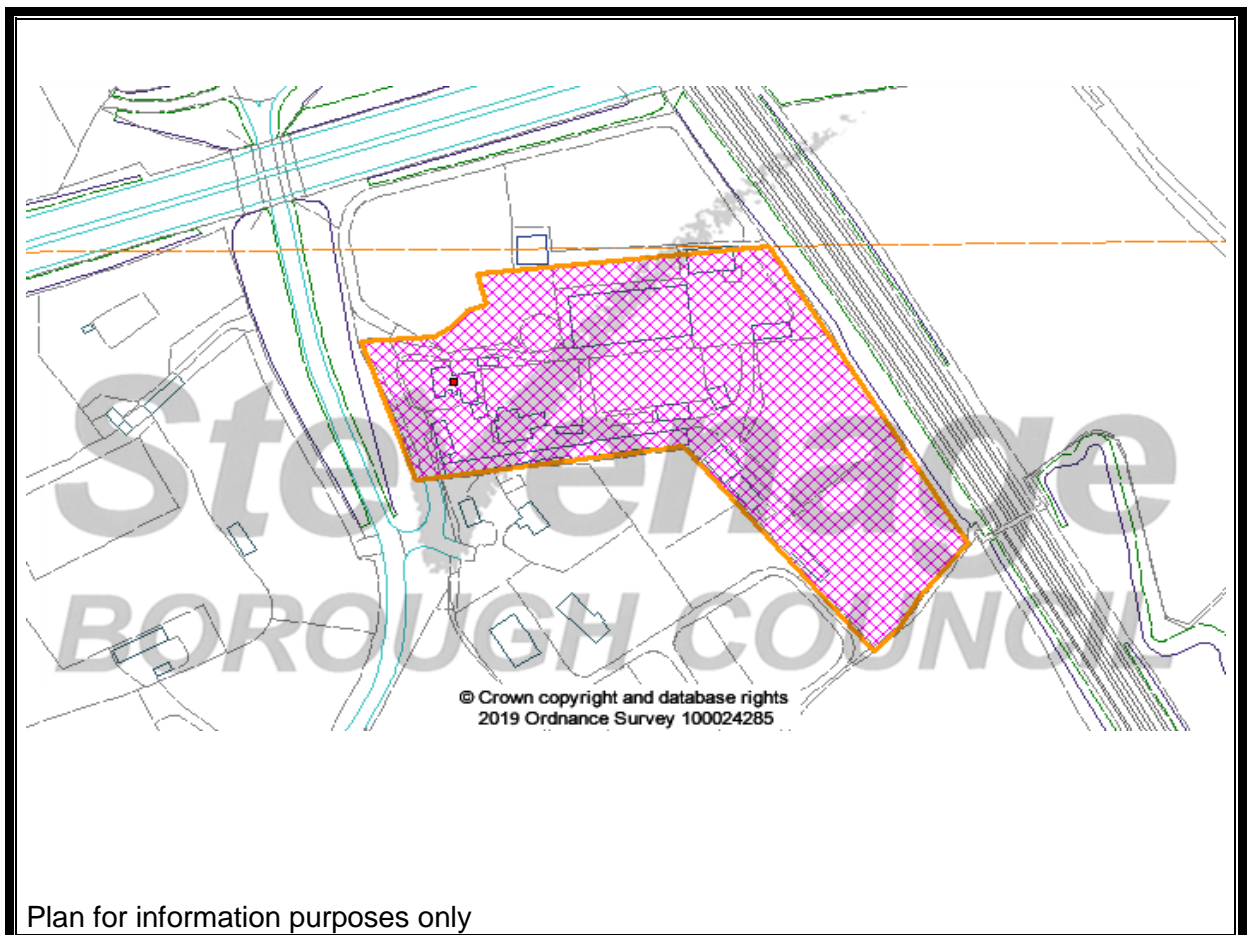 Stevenage
BOROUGH COUNCIL
© Crown copyright and database rights
2019 Ordnance Survey 100024285
Plan for information purposes only